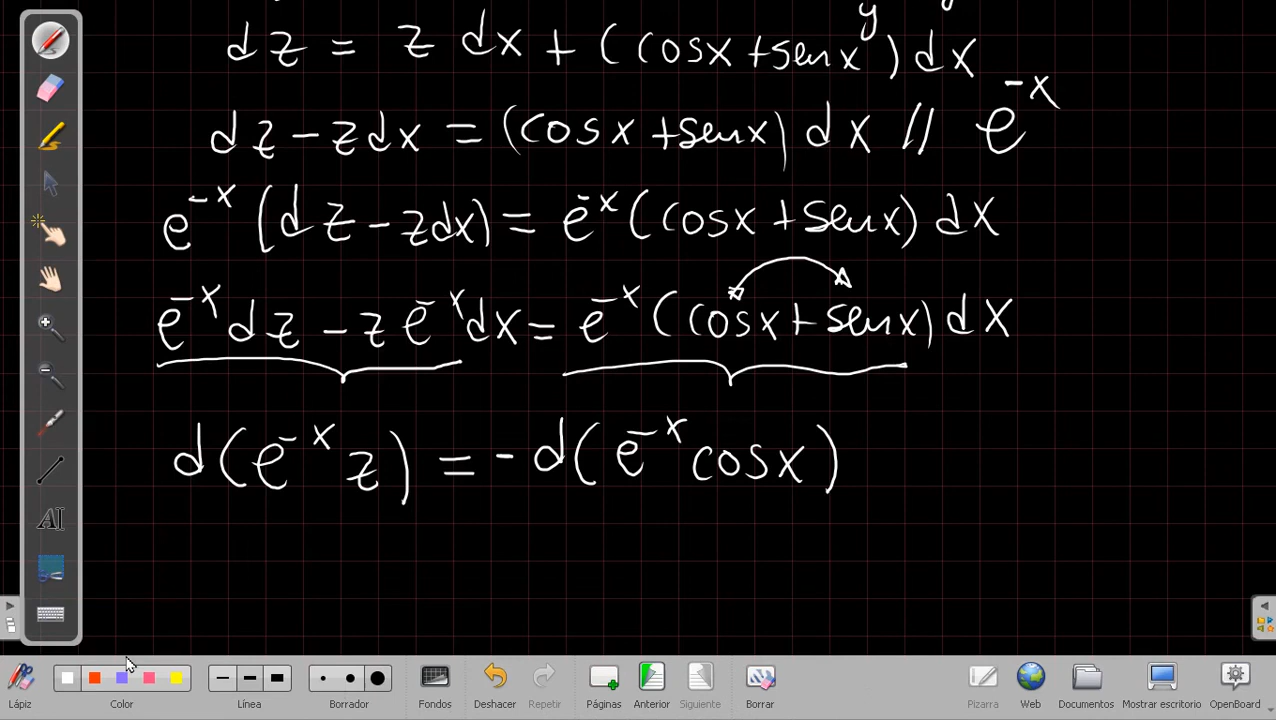 y
dz = z dx + (cosx + senx) dx
dz - zdx = (cosx + senx) dx // e^-x
e^-x (dz - zdx) = e^-x (cosx + senx) dx
e^-x dz - z e^-x dx = e^-x (cosx + senx) dx
d(e^-x z) = - d(e^-x cosx)
AI
Color Línea Borrador Fondos Deshacer Repetir Páginas Anterior Siguiente Borrar Pizarra Web Documentos Mostrar escritorio OpenBoard